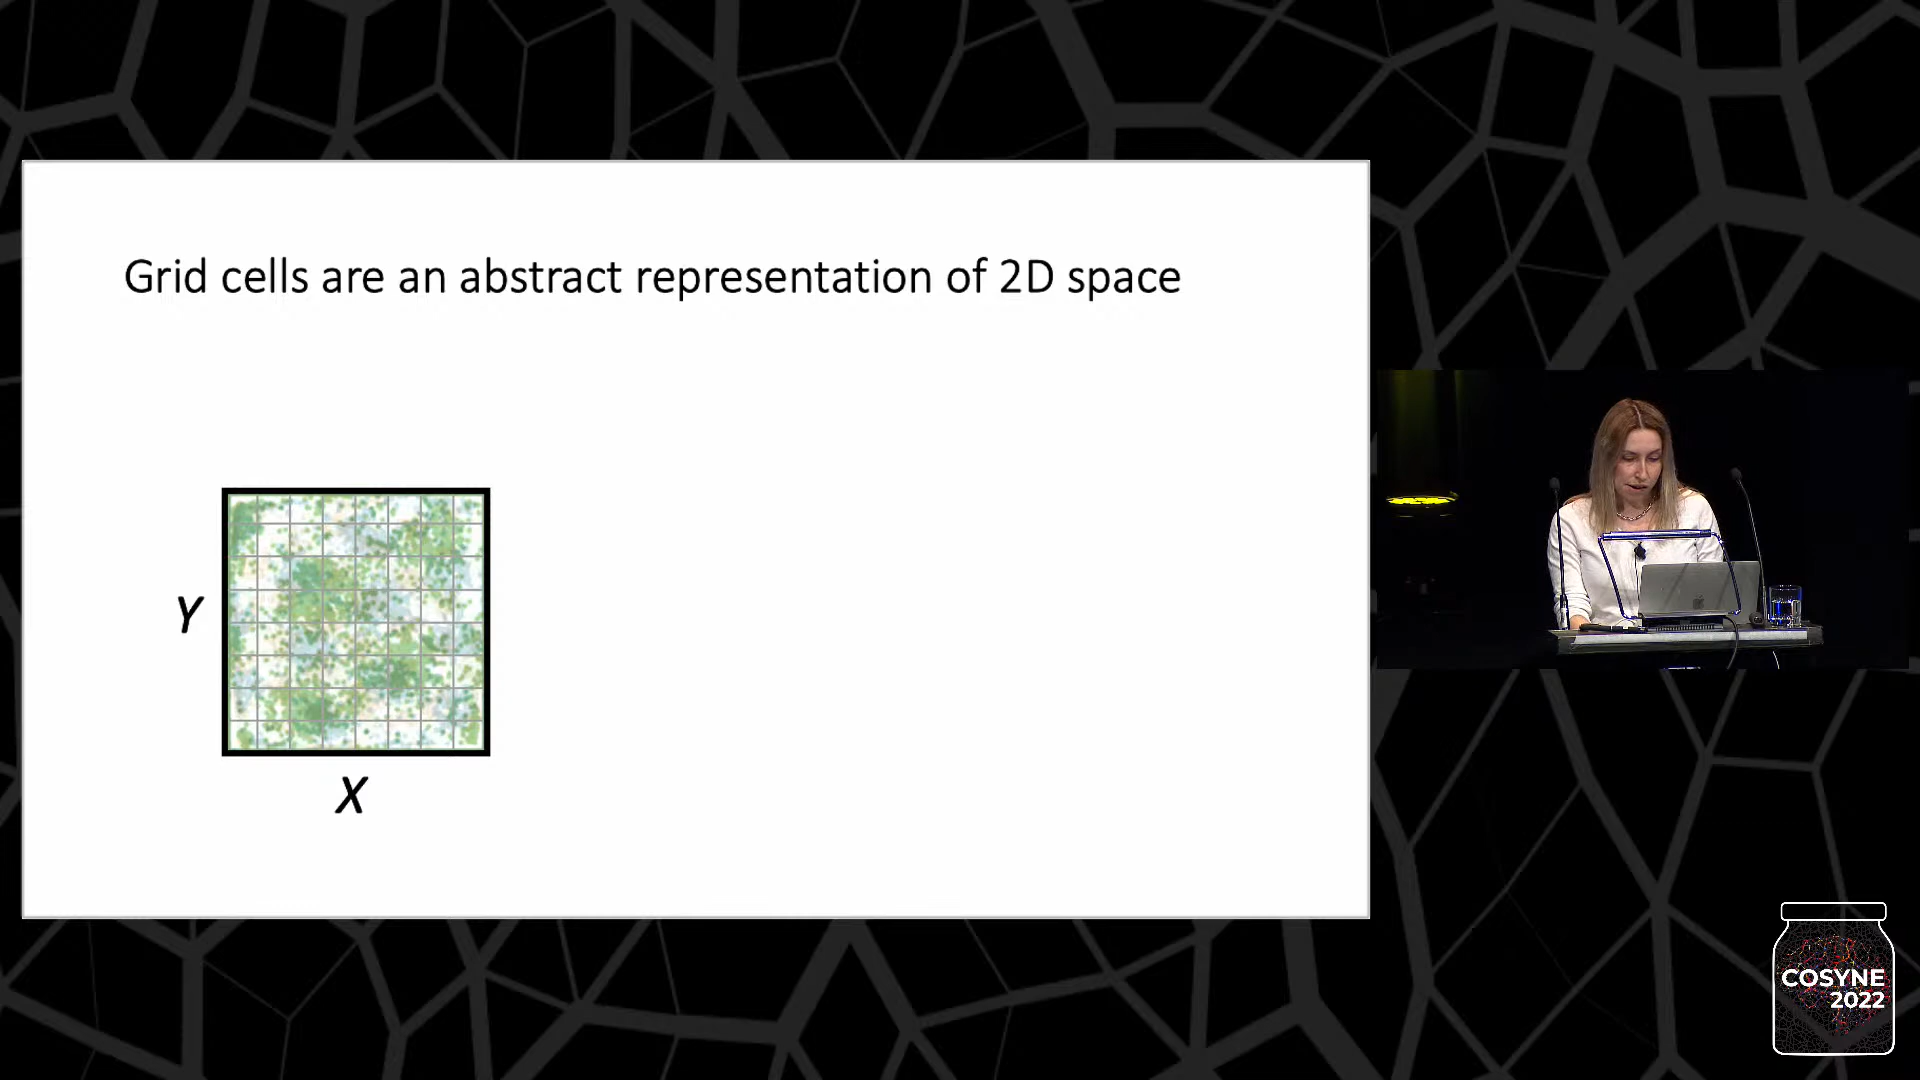 Grid cells are an abstract representation of 2D space
Y
X
COSYNE
2022